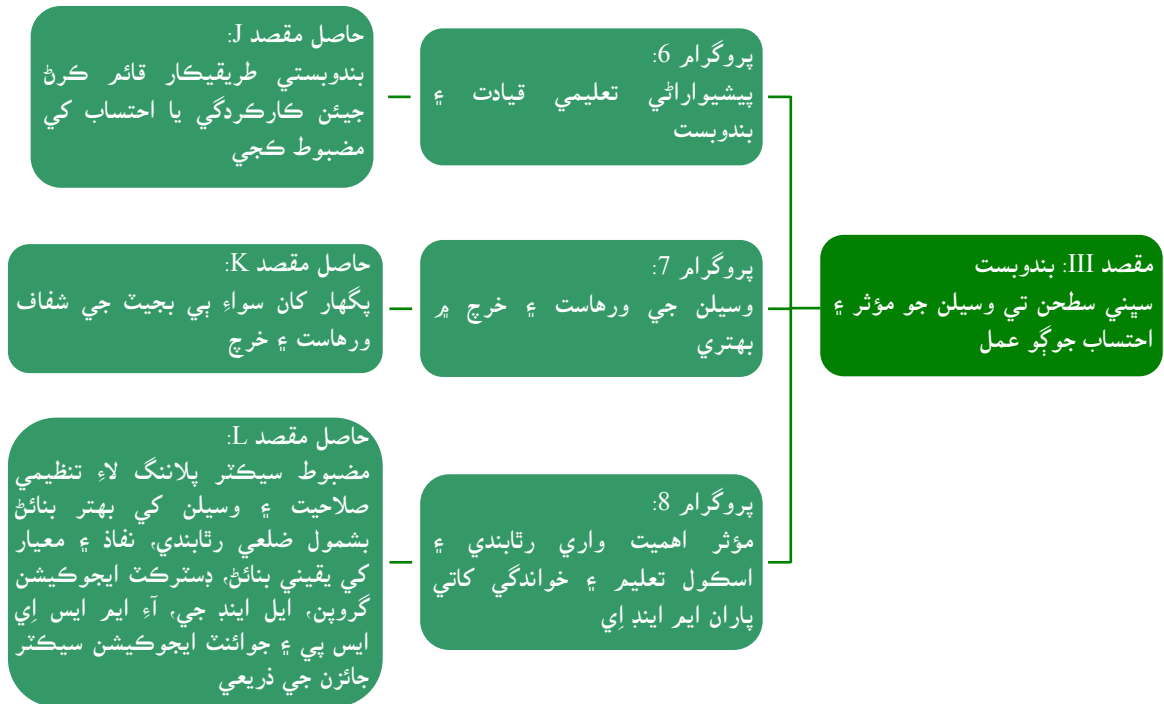 مقصد III: بندوبست
سڀني سطحن تي وسيلن جو مؤثر ۽
احتساب جوڳو عمل
پروگرام 6:
پيشيوراڻي تعليمي قيادت ۽
بندوبست
حاصل مقصد J:
بندوبستي طريقيڪار قائم ڪرڻ
جيئن ڪارڪردگي يا احتساب کي
مضبوط ڪجي
پروگرام 7:
وسيلن جي ورهاست ۽ خرچ ۾
بهتري
حاصل مقصد K:
پگهار کان سواءِ ٻي بجيٽ جي شفاف
ورهاست ۽ خرچ
پروگرام 8:
مؤثر اهميت واري رٿابندي ۽
اسڪول تعليم ۽ خواندگي کاتي
پاران ايم اينڊ اِي
حاصل مقصد L:
مضبوط سيڪٽر پلاننگ لاءِ تنظيمي
صلاحيت ۽ وسيلن کي بهتر بنائڻ
بشمول ضلعي رٿابندي، نفاذ ۽ معيار
کي يقيني بنائڻ، ڊسٽرڪٽ ايجوڪيشن
گروپن، ايل اينڊ جي، آءِ ايم ايس اِي
ايس پي ۽ جوائنٽ ايجوڪيشن سيڪٽر
جائزن جي ذريعي